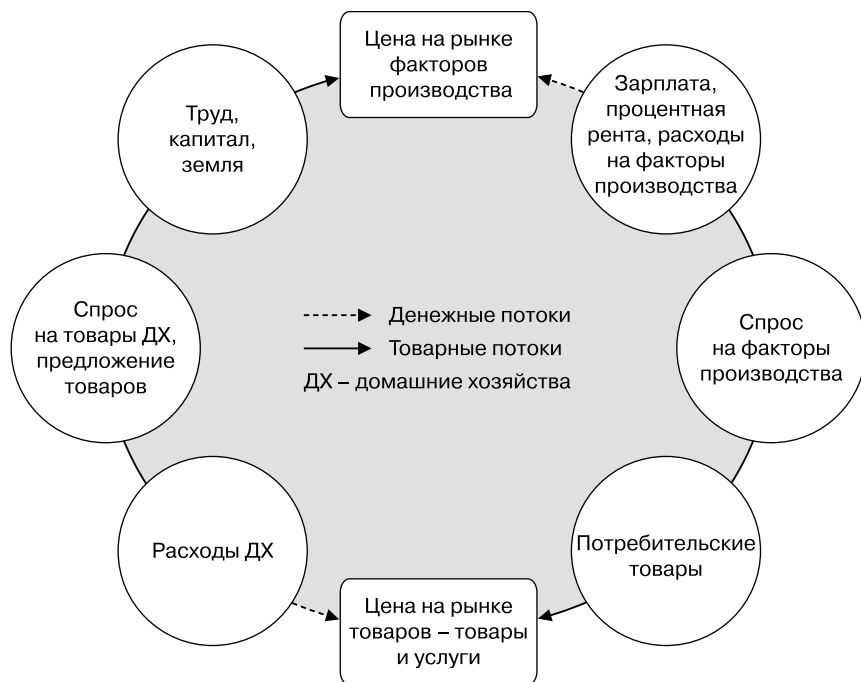 Цена на рынке
факторов
производства
Труд,
капитал,
земля
Зарплата,
процентная
рента, расходы
на факторы
производства
Спрос
на товары ДХ,
предложение
товаров
Денежные потоки
Товарные потоки
ДХ – домашние хозяйства
Спрос
на факторы
производства
Расходы ДХ
Потребительские
товары
Цена на рынке
товаров – товары
и услуги